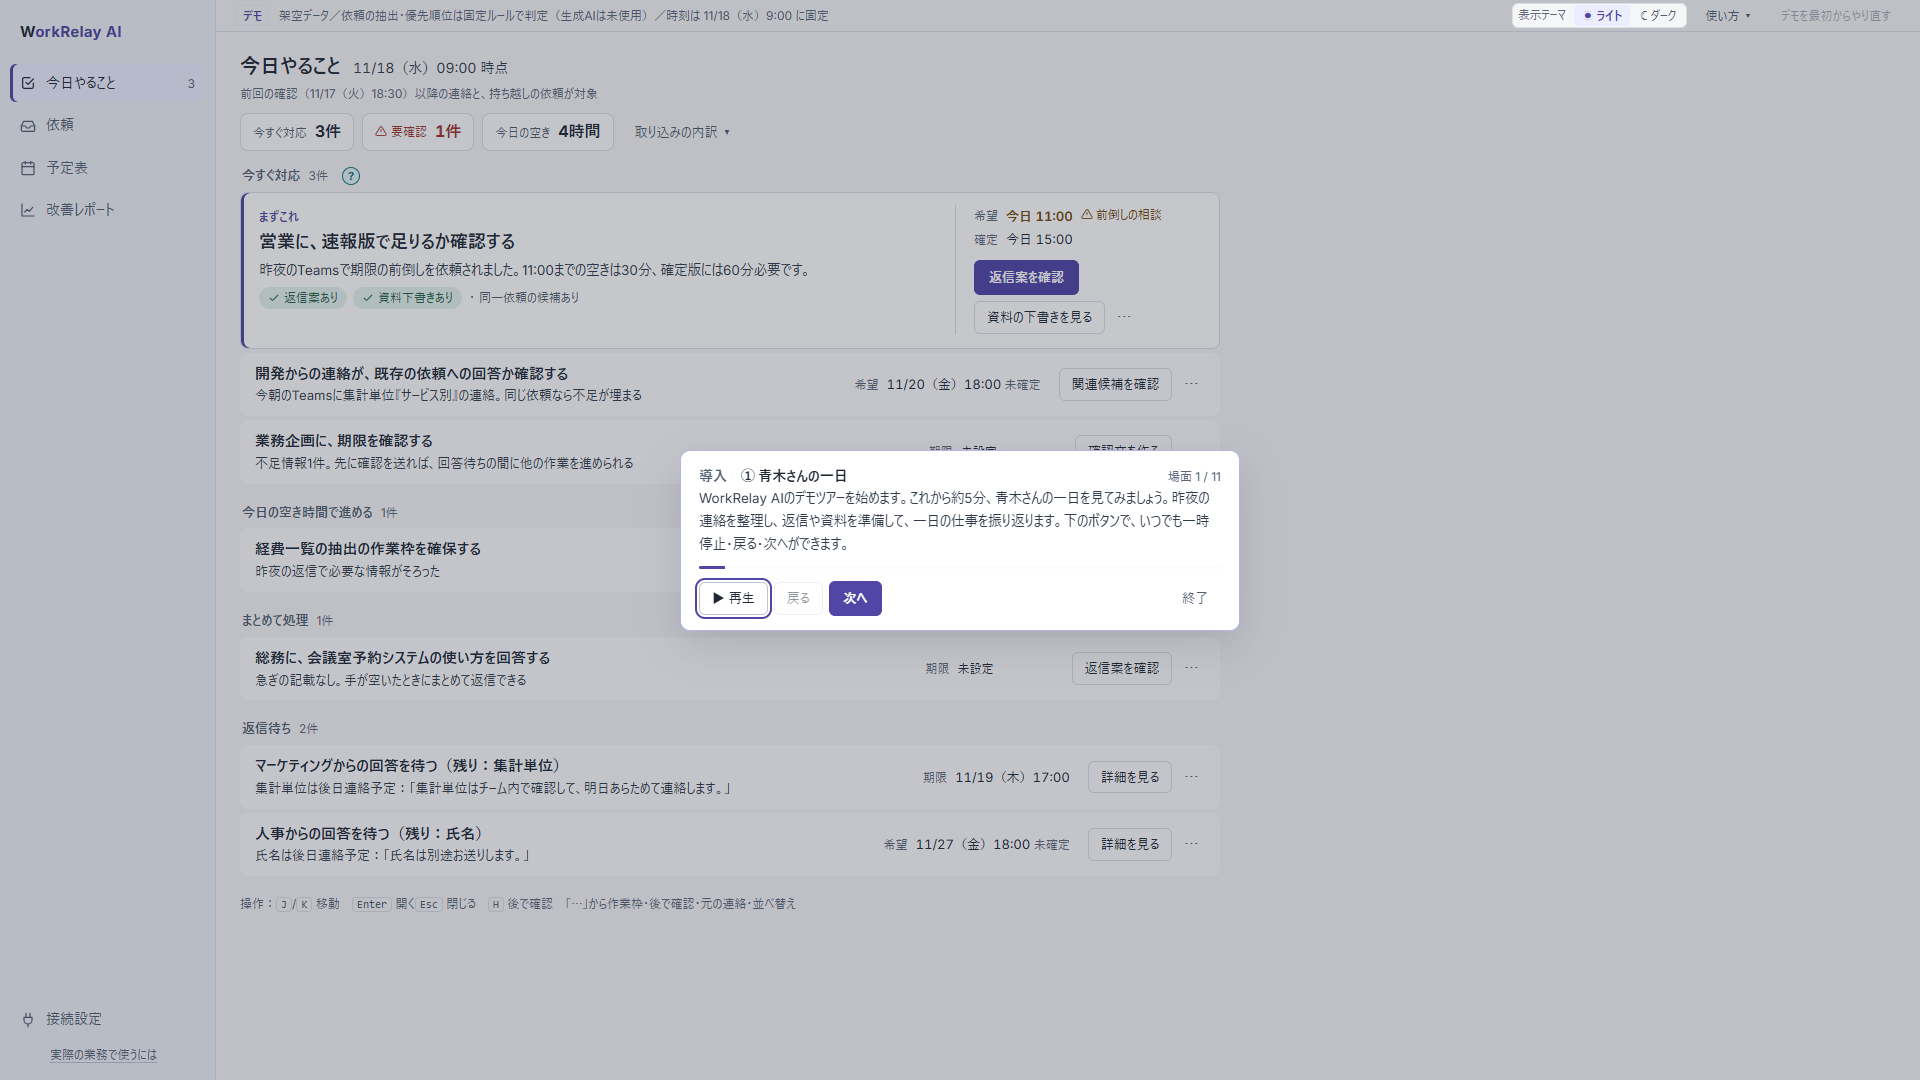 WorkRelay AI
今日やること 3
依頼
予定表
改善レポート
接続設定
実際の業務で使うには
デモ 架空データ／依頼の抽出・優先順位は固定ルールで判定（生成AIは未使用）／時刻は 11/18（水）9:00 に固定
表示テーマ ライト ダーク 使い方 ▾ デモを最初からやり直す
今日やること 11/18（水）09:00 時点
前回の確認（11/17（火）18:30）以降の連絡と、持ち越しの依頼が対象
今すぐ対応 3件 要確認 1件 今日の空き 4時間 取り込みの内訳 ▾
今すぐ対応 3件 ?
まずこれ
営業に、速報版で足りるか確認する
昨夜のTeamsで期限の前倒しを依頼されました。11:00までの空きは30分、確定版には60分必要です。
返信案あり 資料下書きあり ・同一依頼の候補あり
希望 今日 11:00 前倒しの相談
確定 今日 15:00
返信案を確認
資料の下書きを見る …
開発からの連絡が、既存の依頼への回答か確認する
今朝のTeamsに集計単位『サービス別』の連絡。同じ依頼なら不足が埋まる
希望 11/20（金）18:00 未確定 関連候補を確認 …
業務企画に、期限を確認する
不足情報1件。先に確認を送れば、回答待ちの間に他の作業を進められる
期限 未設定 確認文を作る
今日の空き時間で進める 1件
経費一覧の抽出の作業枠を確保する
昨夜の返信で必要な情報がそろった
導入 ① 青木さんの一日 場面 1 / 11
WorkRelay AIのデモツアーを始めます。これから約5分、青木さんの一日を見てみましょう。昨夜の
連絡を整理し、返信や資料を準備して、一日の仕事を振り返ります。下のボタンで、いつでも一時
停止・戻る・次へができます。
▶ 再生 戻る 次へ 終了
まとめて処理 1件
総務に、会議室予約システムの使い方を回答する
急ぎの記載なし。手が空いたときにまとめて返信できる
期限 未設定 返信案を確認 …
返信待ち 2件
マーケティングからの回答を待つ（残り：集計単位）
集計単位は後日連絡予定：「集計単位はチーム内で確認して、明日あらためて連絡します。」
期限 11/19（木）17:00 詳細を見る …
人事からの回答を待つ（残り：氏名）
氏名は後日連絡予定：「氏名は別途お送りします。」
希望 11/27（金）18:00 未確定 詳細を見る …
操作： J / K 移動 Enter 開く Esc 閉じる H 後で確認 「…」から作業枠・後で確認・元の連絡・並べ替え